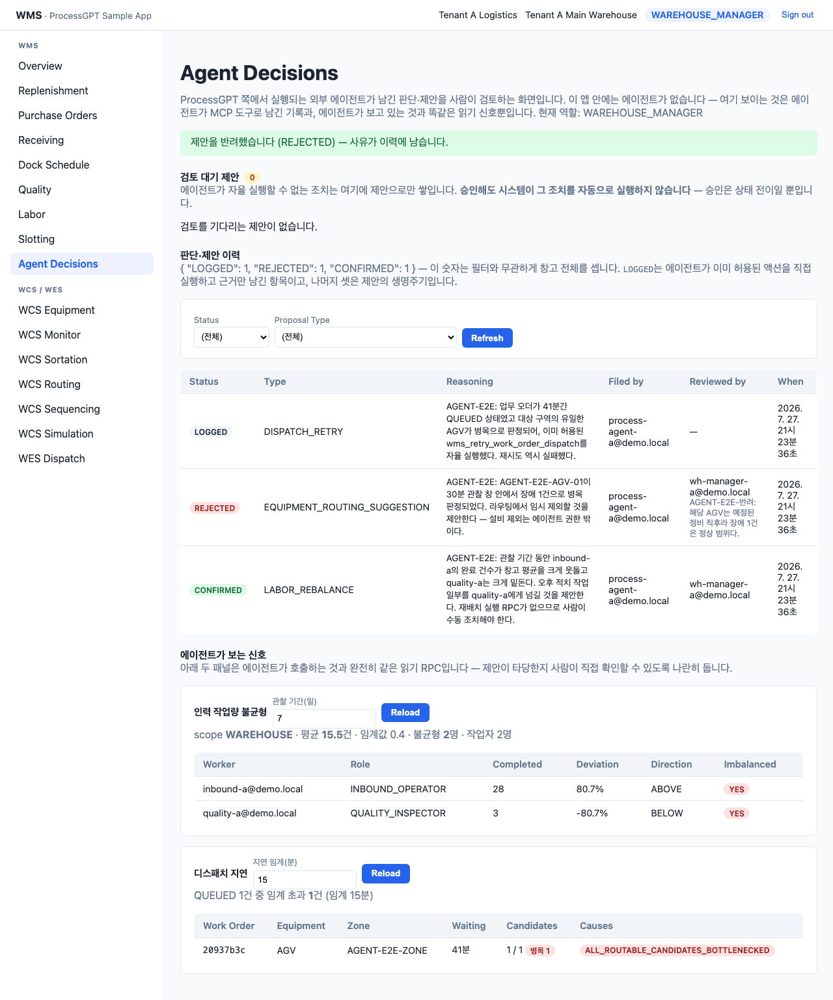 WMS · ProcessGPT Sample App
Tenant A Logistics Tenant A Main Warehouse WAREHOUSE_MANAGER Sign out
WMS
Overview
Replenishment
Purchase Orders
Receiving
Dock Schedule
Quality
Labor
Slotting
Agent Decisions
WCS / WES
WCS Equipment
WCS Monitor
WCS Sortation
WCS Routing
WCS Sequencing
WCS Simulation
WES Dispatch
Agent Decisions
ProcessGPT 쪽에서 실행되는 외부 에이전트가 남긴 판단·제안을 사람이 검토하는 화면입니다. 이 앱 안에는 에이전트가 없습니다 — 여기 보이는 것은 에이
전트가 MCP 도구로 남긴 기록과, 에이전트가 보고 있는 것과 똑같은 읽기 신호뿐입니다. 현재 역할: WAREHOUSE_MANAGER
제안을 반려했습니다 (REJECTED) — 사유가 이력에 남습니다.
검토 대기 제안 0
에이전트가 자율 실행할 수 없는 조치는 여기에 제안으로만 쌓입니다. 승인해도 시스템이 그 조치를 자동으로 실행하지 않습니다 — 승인은 상태 전이일 뿐입니
다.
검토를 기다리는 제안이 없습니다.
판단·제안 이력
{ "LOGGED": 1, "REJECTED": 1, "CONFIRMED": 1 } — 이 숫자는 필터와 무관하게 창고 전체를 셉니다. LOGGED는 에이전트가 이미 허용된 액션을 직접
실행하고 근거만 남긴 항목이고, 나머지 셋은 제안의 생명주기입니다.
Status Proposal Type
(전체) (전체) Refresh
Status Type Reasoning Filed by Reviewed by When
LOGGED
DISPATCH_RETRY
AGENT-E2E: 업무 오더가 41분간
QUEUED 상태였고 대상 구역의 유일한
AGV가 병목으로 판정되어, 이미 허용된
wms_retry_work_order_dispatch를
자율 실행했다. 재시도 역시 실패했다.
process-
agent-
a@demo.local
—
2026.
7. 27.
21시
23분
36초
REJECTED
EQUIPMENT_ROUTING_SUGGESTION
AGENT-E2E: AGENT-E2E-AGV-01이
30분 관찰 창 안에서 장애 1건으로 병목
판정되었다. 라우팅에서 임시 제외할 것을
제안한다 — 설비 제외는 에이전트 권한 밖
이다.
process-
agent-
a@demo.local
wh-manager-
a@demo.local
AGENT-E2E-반려:
해당 AGV는 예정된
정비 직후라 장애 1건
은 정상 범위다.
2026.
7. 27.
21시
23분
36초
CONFIRMED
LABOR_REBALANCE
AGENT-E2E: 관찰 기간 동안 inbound-
a의 완료 건수가 창고 평균을 크게 웃돌고
quality-a는 크게 밑돈다. 오후 적치 작업
일부를 quality-a에게 넘길 것을 제안한
다. 재배치 실행 RPC가 없으므로 사람이
수동 조치해야 한다.
process-
agent-
a@demo.local
wh-manager-
a@demo.local
2026.
7. 27.
21시
23분
36초
에이전트가 보는 신호
아래 두 패널은 에이전트가 호출하는 것과 완전히 같은 읽기 RPC입니다 — 제안이 타당한지 사람이 직접 확인할 수 있도록 나란히 둡니다.
인력 작업량 불균형 관찰 기간(일)
7 Reload
scope WAREHOUSE · 평균 15.5건 · 임계값 0.4 · 불균형 2명 · 작업자 2명
Worker Role Completed Deviation Direction Imbalanced
inbound-a@demo.local INBOUND_OPERATOR 28 80.7% ABOVE YES
quality-a@demo.local QUALITY_INSPECTOR 3 -80.7% BELOW YES
디스패치 지연 지연 임계(분)
15 Reload
QUEUED 1건 중 임계 초과 1건 (임계 15분)
Work Order Equipment Zone Waiting Candidates Causes
20937b3c AGV AGENT-E2E-ZONE 41분 1 / 1 병목 1 ALL_ROUTABLE_CANDIDATES_BOTTLENECKED